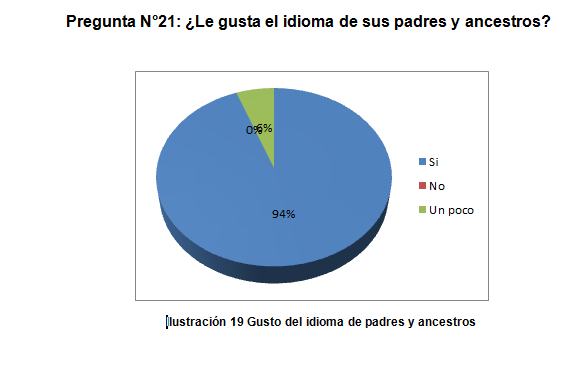 Pregunta N°21: ¿Le gusta el idioma de sus padres y ancestros?
0%
6%
94%
Si
No
Un poco
Ilustración 19 Gusto del idioma de padres y ancestros